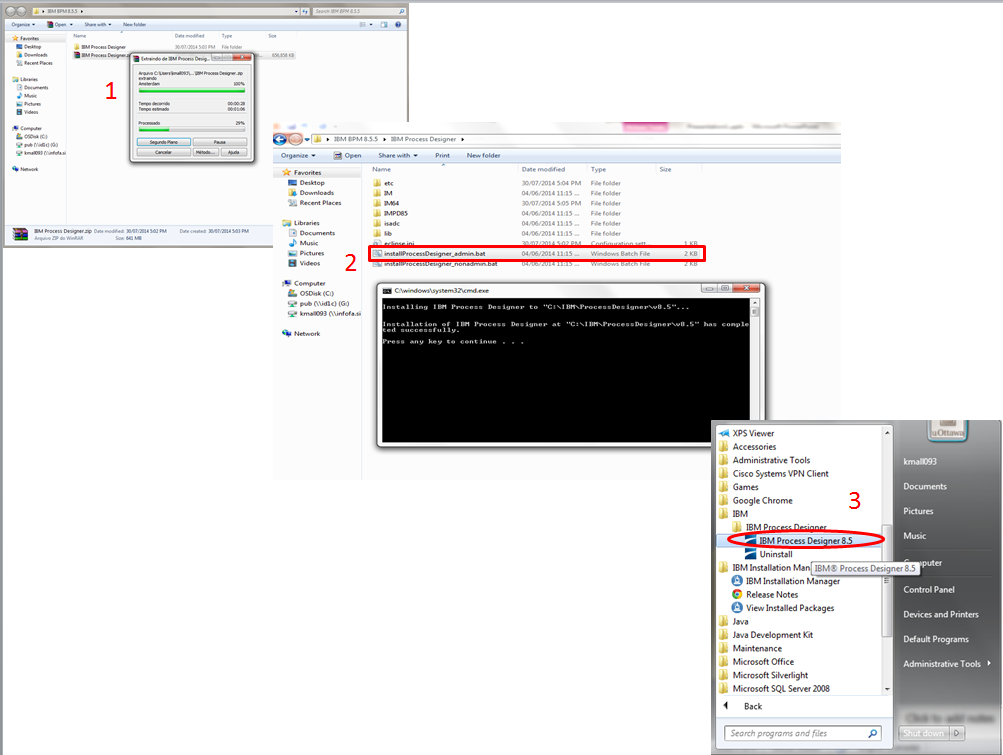 IBM BPM 8.5.5
Search IBM BPM 8.5.5
Organize Open Share with New folder
Name Date modified Type Size
Favorites
Desktop
Downloads
Recent Places
Libraries
Documents
Music
Pictures
Videos
Computer
OSDisk (C:)
Network
IBM Process Designer 30/07/2014 5:03 PM File folder
IBM Process Designer.zip
Extraindo de IBM Process Desig...
Arquivo C:\Users\kmall093\...\IBM Process Designer.zip
extraindo
Amsterdam 100%
Tempo decorrido 00:00:28
Tempo estimado 00:01:06
Processado 29%
Segundo Plano Pausa
Cancelar Método... Ajuda
IBM Process Designer.zip Date modified: 30/07/2014 5:02 PM Date created: 30/07/2014 5:03 PM
Arquivo ZIP do WinRAR Size: 641 MB
1
IBM BPM 8.5.5 IBM Process Designer
Organize Open Share with Print New folder
Name Date modified Type Size
Favorites
Desktop
Downloads
Recent Places
Libraries
Documents
Music
Pictures
Videos
Computer
OSDisk (C:)
pub (\\id1c) (G:)
kmall093 (\\infofa.si
Network
etc 30/07/2014 5:04 PM File folder
IM 04/06/2014 11:15 ... File folder
IM64 30/07/2014 5:05 PM File folder
IMPD85 04/06/2014 11:15 ... File folder
isadc 04/06/2014 11:15 ... File folder
lib 04/06/2014 11:15 ... File folder
eclipse.ini 30/07/2014 5:02 PM Configuration sett... 1 KB
installProcessDesigner_admin.bat 04/06/2014 11:15 ... Windows Batch File 2 KB
installProcessDesigner_nonadmin.bat 04/06/2014 11:15 ... Windows Batch File 2 KB
2
C:\windows\system32\cmd.exe
Installing IBM Process Designer to "C:\IBM\ProcessDesigner\v8.5"...
Installation of IBM Process Designer at "C:\IBM\ProcessDesigner\v8.5" has comple
ted successfully.
Press any key to continue . . .
XPS Viewer
Accessories
Administrative Tools
Cisco Systems VPN Client
Games
Google Chrome
IBM
IBM Process Designer
IBM Process Designer 8.5
Uninstall
IBM® Process Designer 8.5
IBM Installation Man
IBM Installation Manager
Release Notes
View Installed Packages
Java
Java Development Kit
Maintenance
Microsoft Office
Microsoft Silverlight
Microsoft SQL Server 2008
Back
Search programs and files
3
uOttawa
kmall093
Documents
Pictures
Music
Computer
Control Panel
Devices and Printers
Default Programs
Administrative Tools
Click to add notes
Shut down